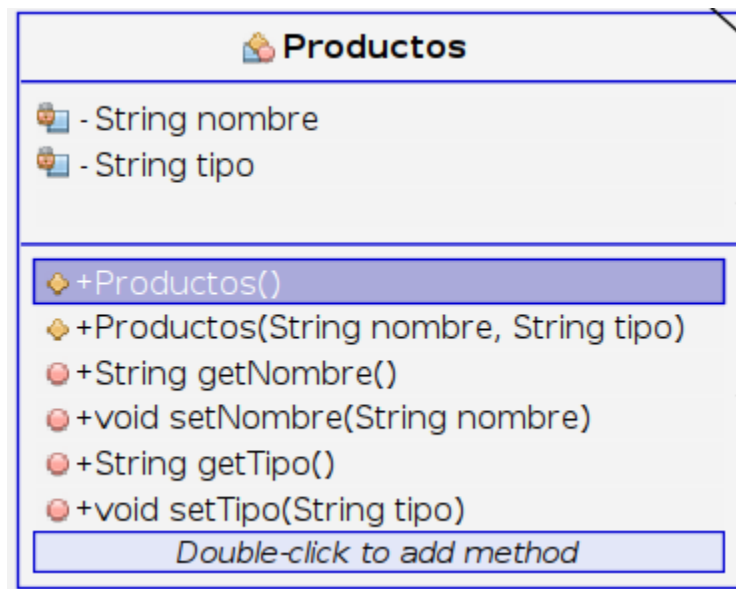 Productos
- String nombre
- String tipo
+Productos()
+Productos(String nombre, String tipo)
+String getNombre()
+void setNombre(String nombre)
+String getTipo()
+void setTipo(String tipo)
Double-click to add method